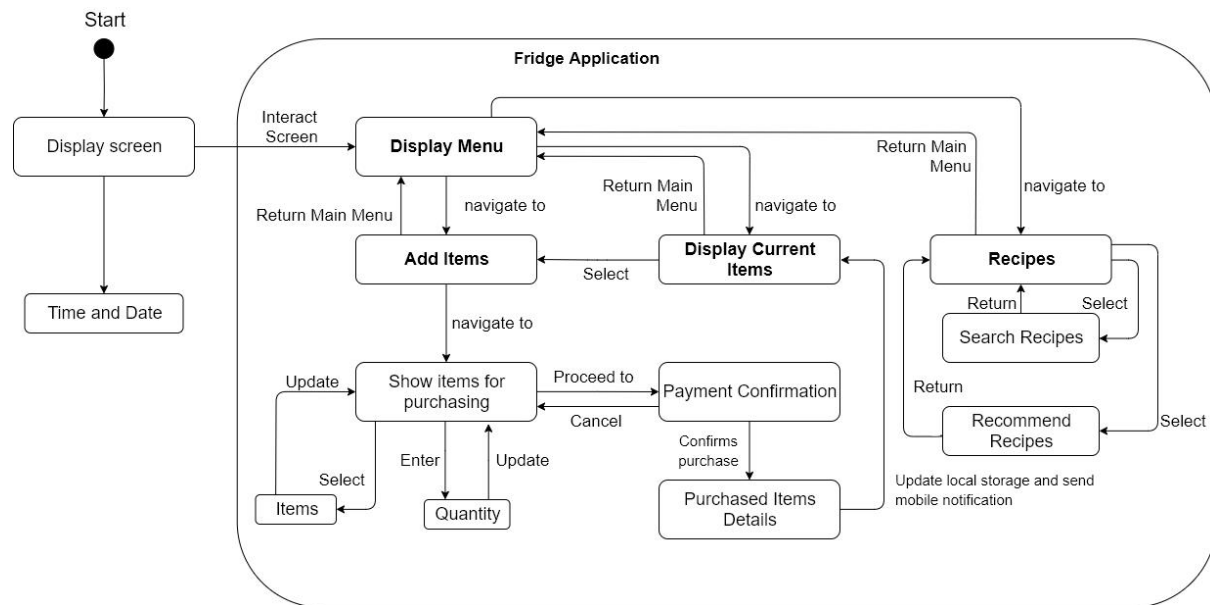 Start
Fridge Application
Display screen
Interact
Screen
Display Menu
Return Main
Menu
Return Main
Menu
navigate to
navigate to
navigate to
Return Main Menu
Add Items
Select
Display Current
Items
Recipes
Time and Date
navigate to
Return
Select
Search Recipes
Update
Show items for
purchasing
Proceed to
Cancel
Payment Confirmation
Return
Recommend
Recipes
Select
Confirms
purchase
Enter
Update
Select
Items
Quantity
Purchased Items
Details
Update local storage and send
mobile notification